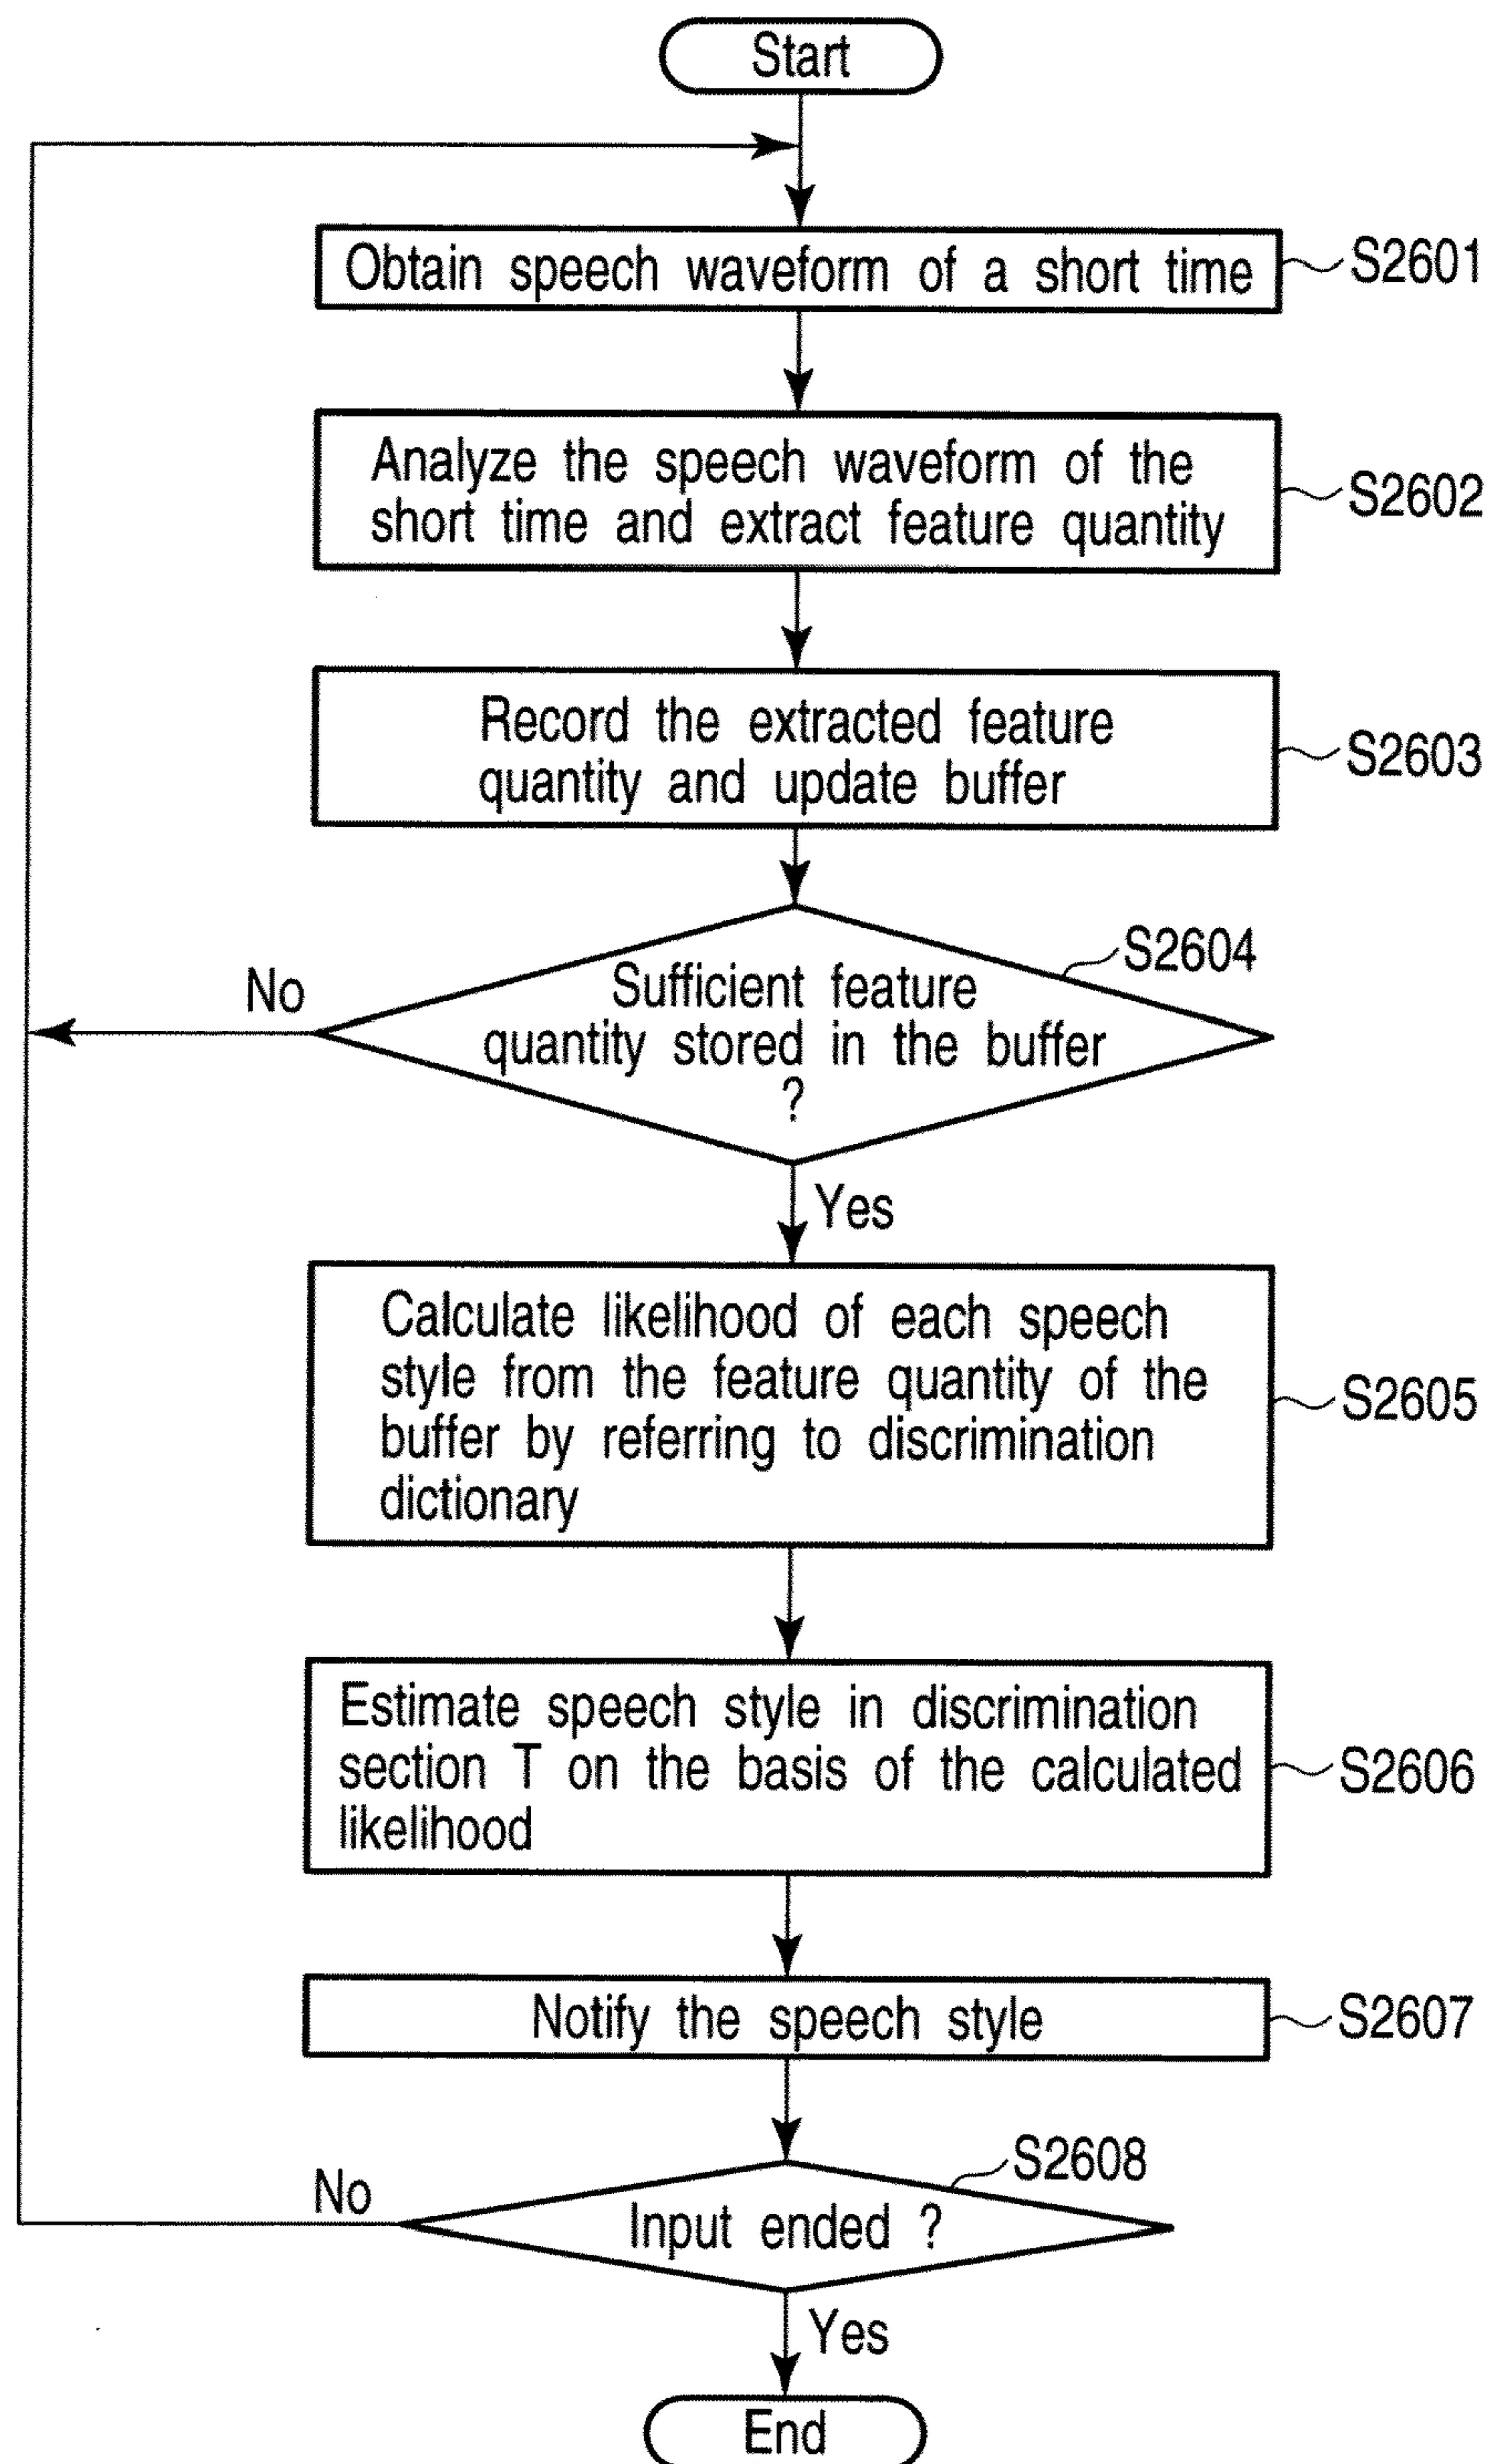 Start
Obtain speech waveform of a short time
S2601
Analyze the speech waveform of the
short time and extract feature quantity
S2602
Record the extracted feature
quantity and update buffer
S2603
S2604
No
Sufficient feature
quantity stored in the buffer
?
Yes
Calculate likelihood of each speech
style from the feature quantity of the
buffer by referring to discrimination
dictionary
S2605
Estimate speech style in discrimination
section T on the basis of the calculated
likelihood
S2606
Notify the speech style
S2607
S2608
No
Input ended ?
Yes
End